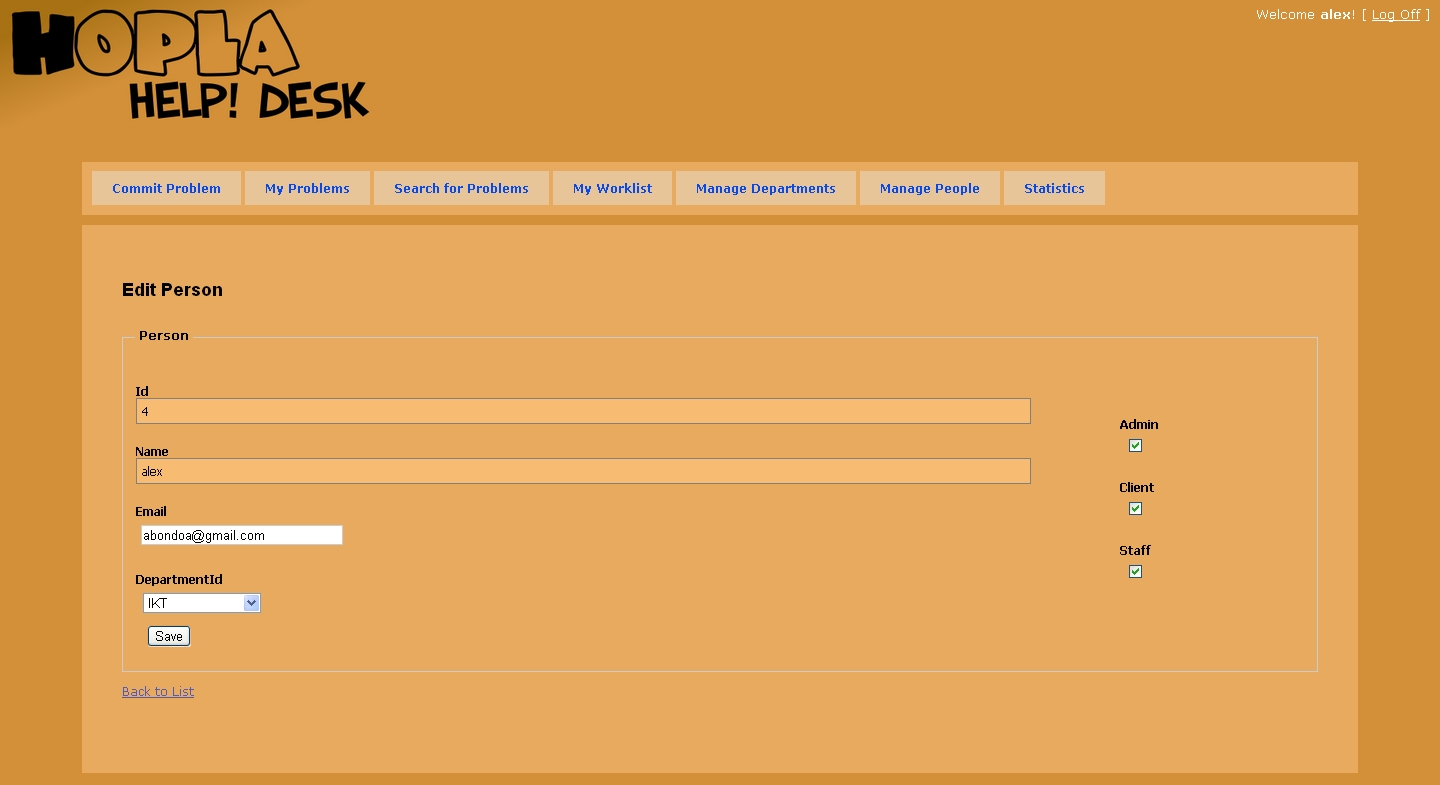 HOPLA
HELP! DESK
Welcome alex! [ Log Off ]
Commit Problem
My Problems
Search for Problems
My Worklist
Manage Departments
Manage People
Statistics
Edit Person
Person
Id
4
Name
alex
Email
abondoa@gmail.com
DepartmentId
IKT
Save
Admin
Client
Staff
Back to List